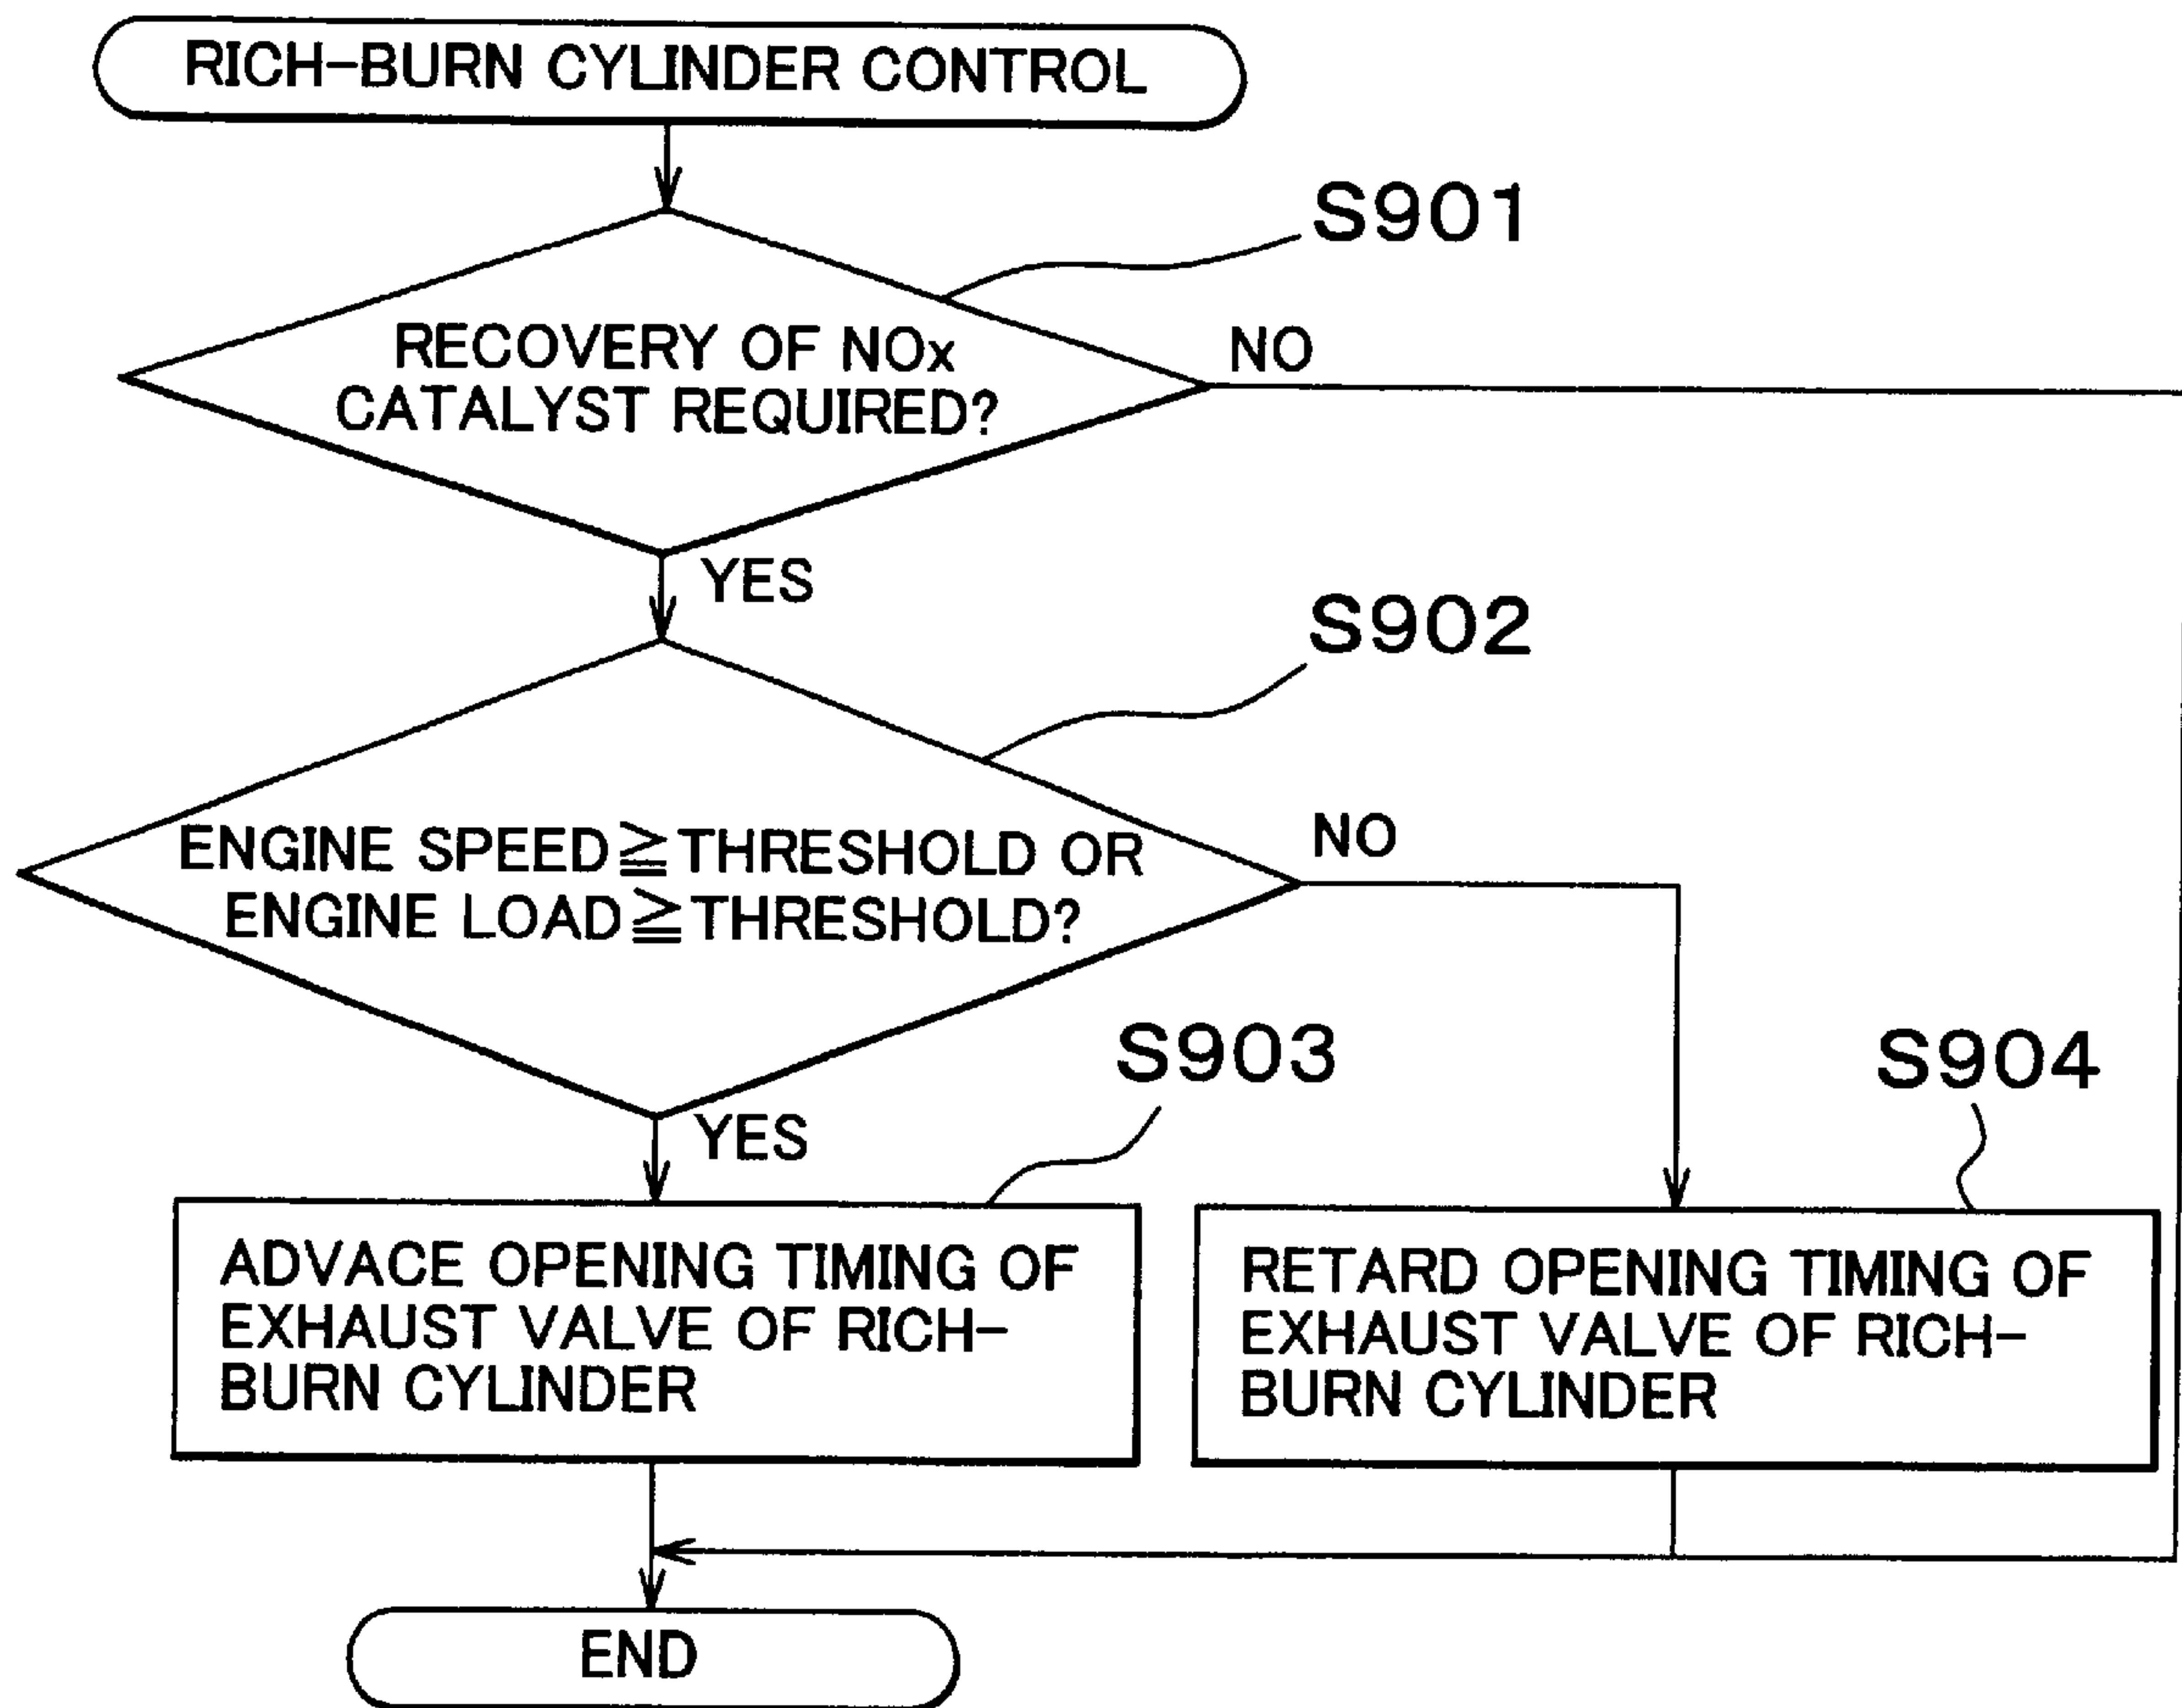 RICH-BURN CYLINDER CONTROL
S901
RECOVERY OF NOx
CATALYST REQUIRED?
NO
YES
S902
ENGINE SPEED≧THRESHOLD OR
ENGINE LOAD≧THRESHOLD?
NO
YES
S903
ADVACE OPENING TIMING OF
EXHAUST VALVE OF RICH-
BURN CYLINDER
S904
RETARD OPENING TIMING OF
EXHAUST VALVE OF RICH-
BURN CYLINDER
END